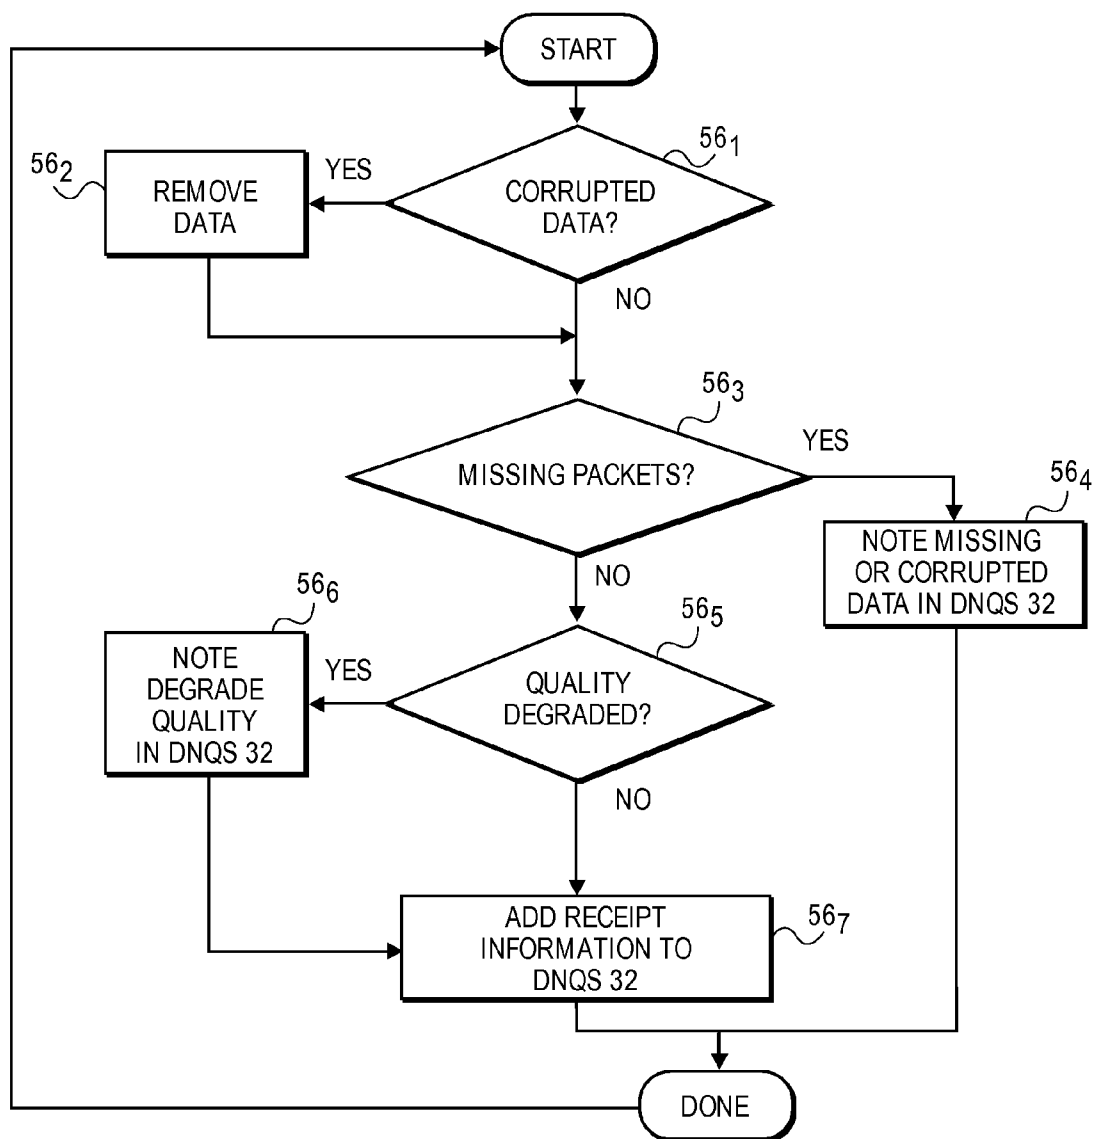 START
56₁
CORRUPTED
DATA?
YES
56₂
REMOVE
DATA
NO
56₃
MISSING PACKETS?
YES
56₄
NOTE MISSING
OR CORRUPTED
DATA IN DNQS 32
NO
56₅
QUALITY
DEGRADED?
YES
56₆
NOTE
DEGRADE
QUALITY
IN DNQS 32
NO
56₇
ADD RECEIPT
INFORMATION TO
DNQS 32
DONE